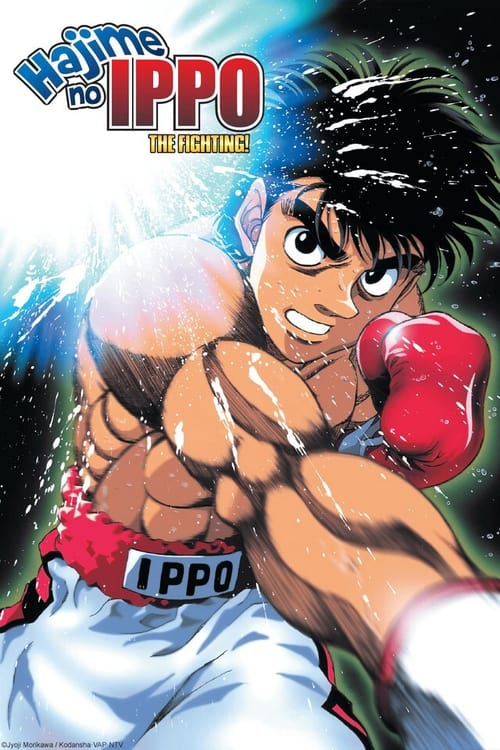 Hajime
no IPPO
THE FIGHTING!
IPPO
©Jyoji Morikawa / Kodansha VAP NTV